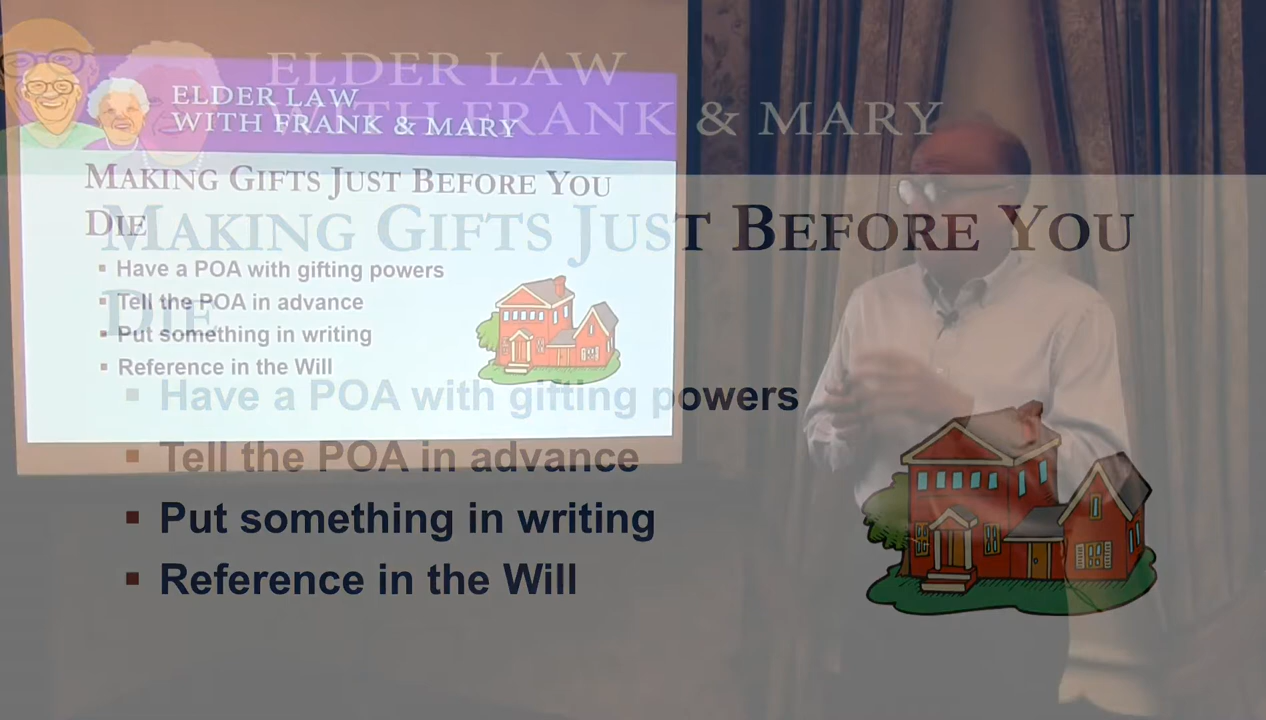 ELDER LAW
WITH FRANK & MARY
MAKING GIFTS JUST BEFORE YOU
DIE
Have a POA with gifting powers
Tell the POA in advance
Put something in writing
Reference in the Will
ELDER LAW
WITH FRANK & MARY
MAKING GIFTS JUST BEFORE YOU
DIE
Have a POA with gifting powers
Tell the POA in advance
Put something in writing
Reference in the Will